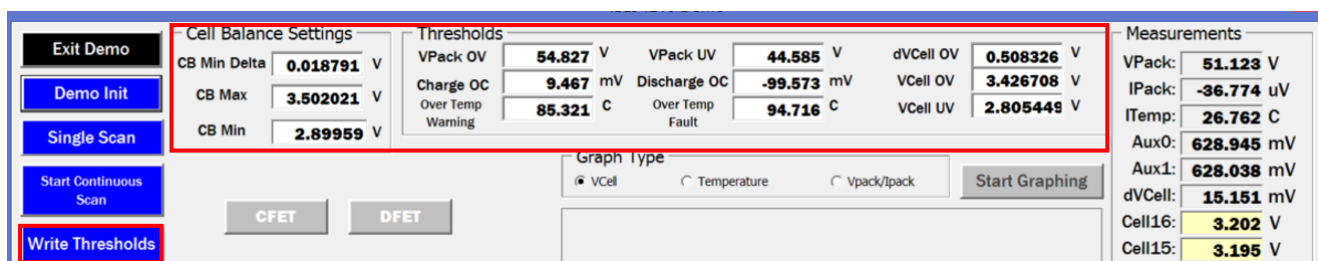 Exit Demo
Demo Init
Single Scan
Start Continuous
Scan
Write Thresholds
Cell Balance Settings
CB Min Delta 0.018791 V
CB Max 3.502021 V
CB Min 2.89959 V
Thresholds
VPack OV 54.827 V VPack UV 44.585 V dVCell OV 0.508326 V
Charge OC 9.467 mV Discharge OC -99.573 mV VCell OV 3.426708 V
Over Temp
Warning 85.321 C Over Temp
Fault 94.716 C VCell UV 2.805449 V
CFET DFET
Graph Type
VCell Temperature Vpack/Ipack
Start Graphing
Measurements
VPack: 51.123 V
IPack: -36.774 uV
ITemp: 26.762 C
Aux0: 628.945 mV
Aux1: 628.038 mV
dVCell: 15.151 mV
Cell16: 3.202 V
Cell15: 3.195 V